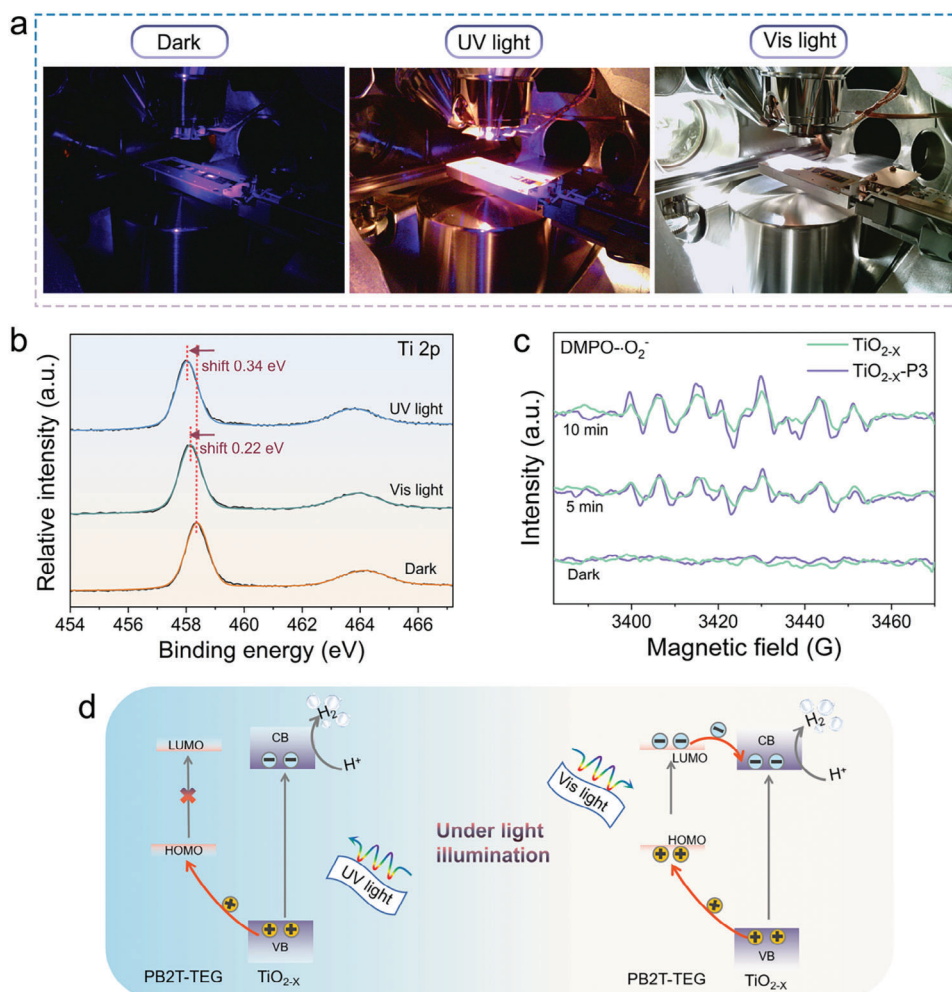 a
Dark
UV light
Vis light
b
Ti 2p
shift 0.34 eV
UV light
shift 0.22 eV
Vis light
Dark
Relative intensity (a.u.)
454 456 458 460 462 464 466
Binding energy (eV)
c
DMPO-·O₂⁻
TiO₂₋ₓ
TiO₂₋ₓ-P3
10 min
5 min
Dark
Intensity (a.u.)
3400 3420 3440 3460
Magnetic field (G)
d
LUMO
HOMO
CB
H₂
H⁺
VB
UV light
PB2T-TEG
TiO₂₋ₓ
Under light
illumination
Vis light
LUMO
HOMO
CB
H₂
H⁺
VB
PB2T-TEG
TiO₂₋ₓ